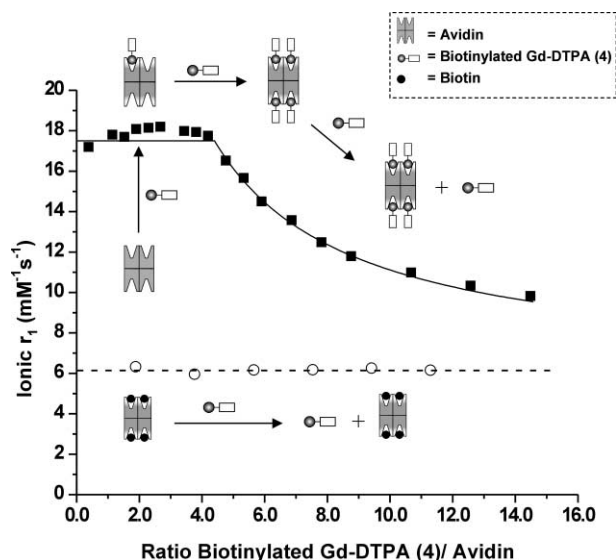 = Avidin
= Biotinylated Gd-DTPA (4)
= Biotin
20
18
16
14
12
10
8
6
4
2
0
Ionic r1 (mM-1s-1)
+
+
0.0 2.0 4.0 6.0 8.0 10.0 12.0 14.0 16.0
Ratio Biotinylated Gd-DTPA (4)/ Avidin